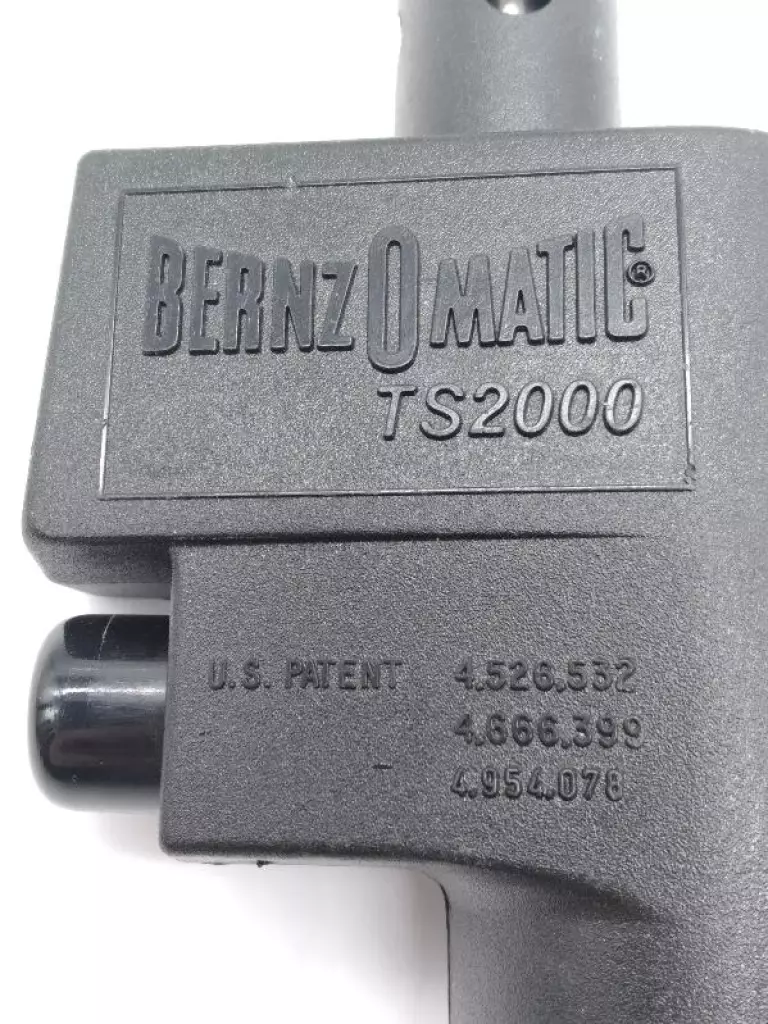 BERNZOMATIC®
TS2000
U.S. PATENT 4,526,532
4,666,399
4,954,078